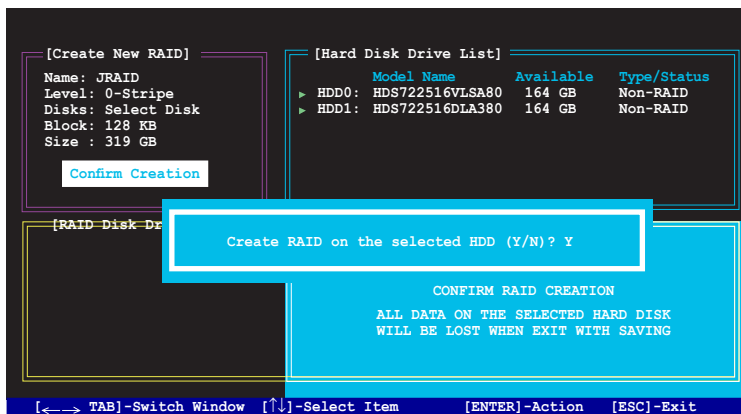 [Create New RAID]
Name: JRAID
Level: 0-Stripe
Disks: Select Disk
Block: 128 KB
Size : 319 GB
Confirm Creation
[Hard Disk Drive List]
Model Name Available Type/Status
HDD0: HDS722516VLSA80 164 GB Non-RAID
HDD1: HDS722516DLA380 164 GB Non-RAID
[RAID Disk Dr
Create RAID on the selected HDD (Y/N)? Y
CONFIRM RAID CREATION
ALL DATA ON THE SELECTED HARD DISK
WILL BE LOST WHEN EXIT WITH SAVING
[←→ TAB]-Switch Window [↑↓]-Select Item [ENTER]-Action [ESC]-Exit